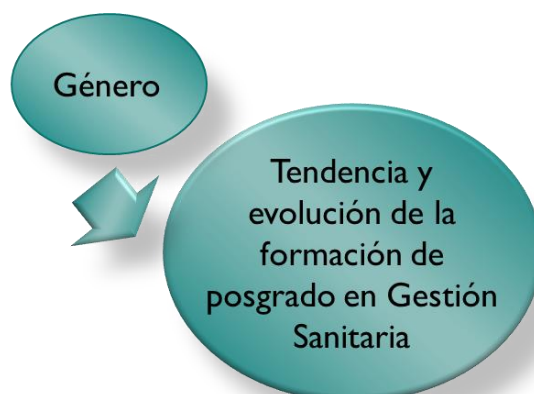 Género
Tendencia y
evolución de la
formación de
posgrado en Gestión
Sanitaria